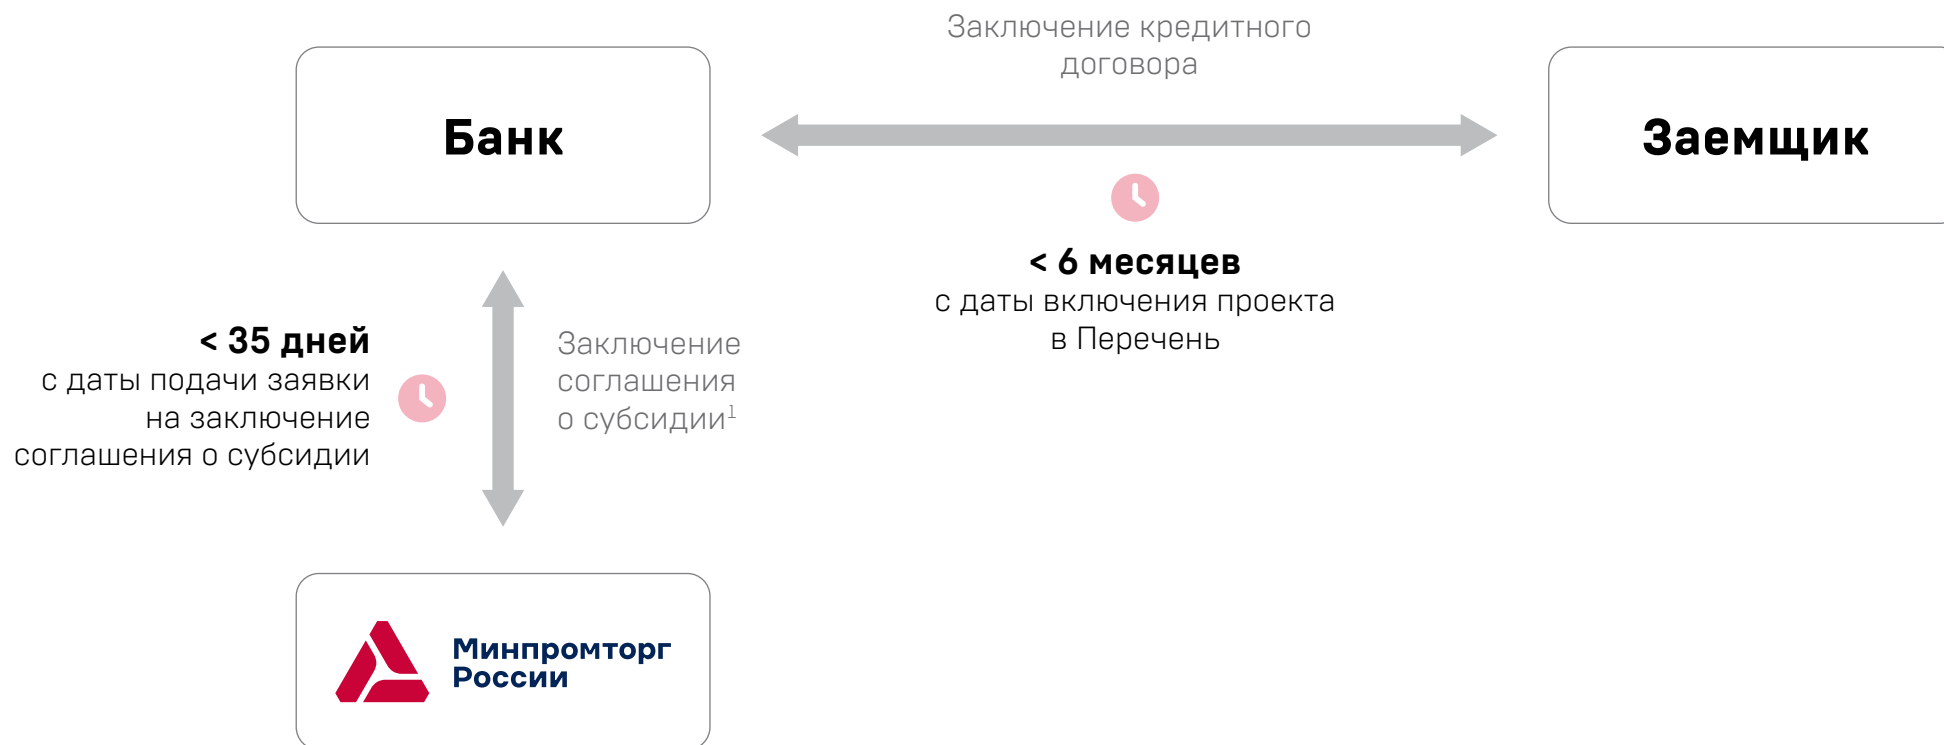 Заключение кредитного
договора
Банк
Заемщик
< 6 месяцев
с даты включения проекта
в Перечень
< 35 дней
с даты подачи заявки
на заключение
соглашения о субсидии
Заключение
соглашения
о субсидии¹
Минпромторг
России